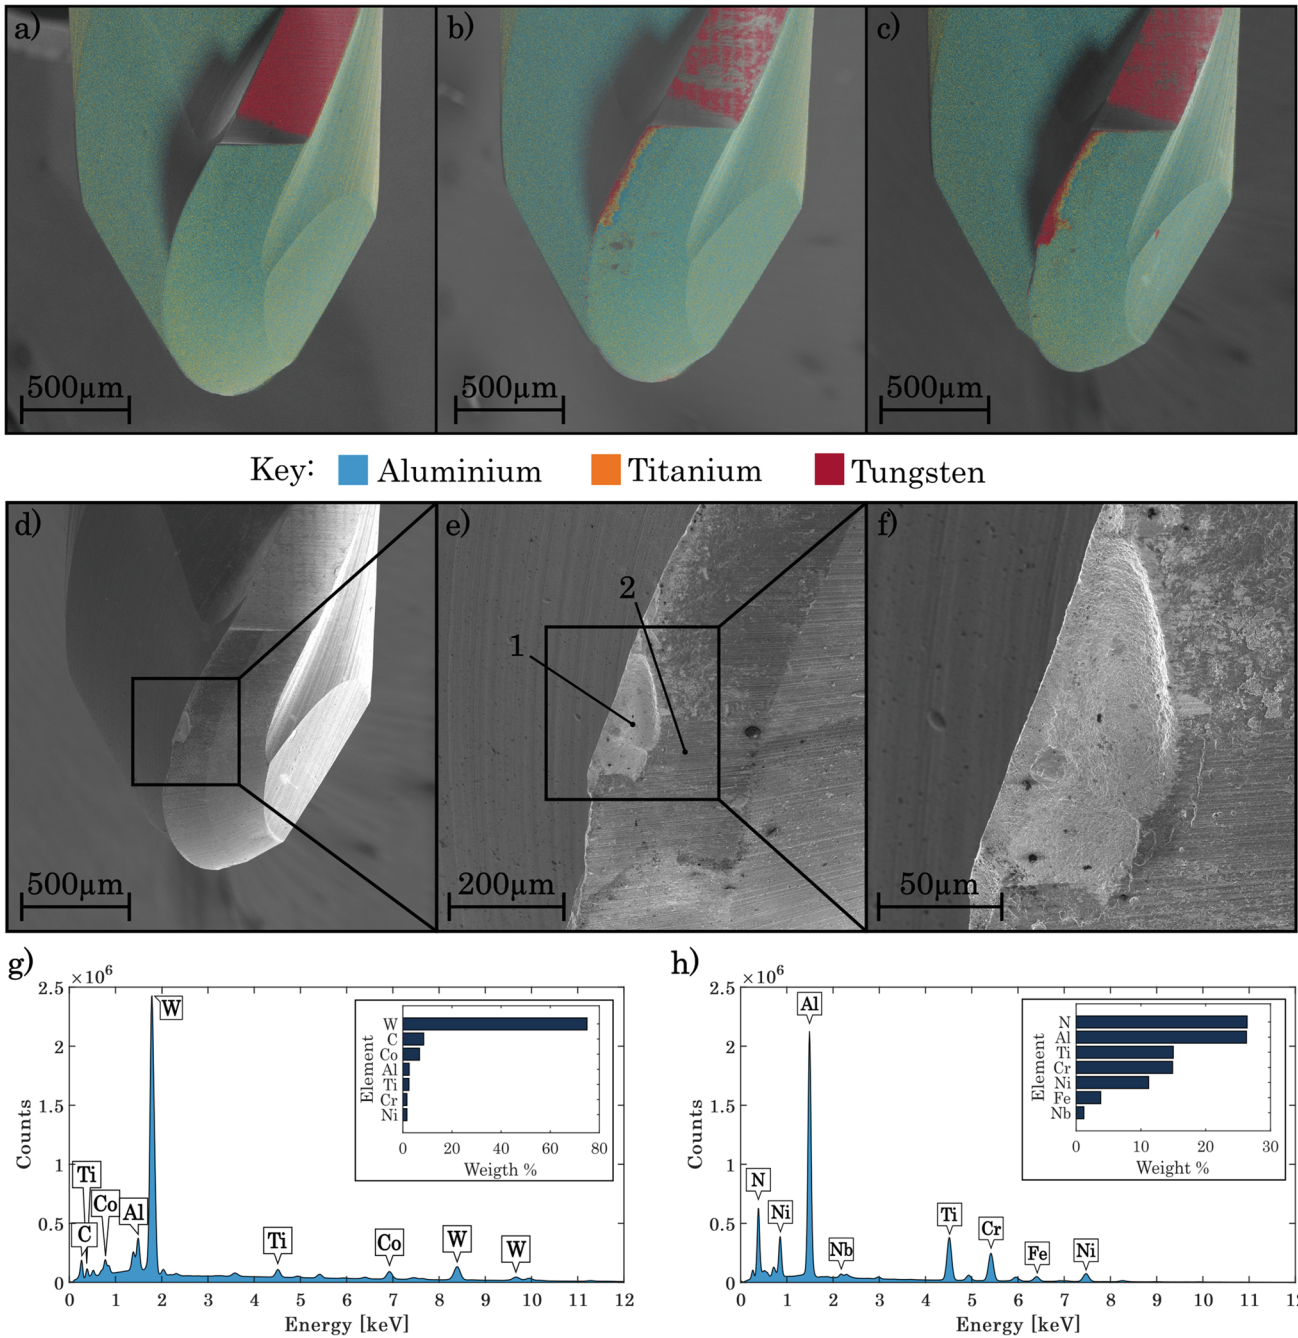 a)
b)
c)
500µm
500µm
500µm
Key: Aluminium Titanium Tungsten
d)
e)
f)
1
2
500µm
200µm
50µm
g)
×10⁶
2.5
2
1.5
1
0.5
0
Counts
W
Ti
C
Co
Al
Ti
Co
W
W
Element
W
C
Co
Al
Ti
Cr
Ni
0 20 40 60 80
Weigth %
0 1 2 3 4 5 6 7 8 9 10 11 12
Energy [keV]
h)
×10⁶
2.5
2
1.5
1
0.5
0
Counts
Al
N
Ni
Nb
Ti
Cr
Fe
Ni
Element
N
Al
Ti
Cr
Ni
Fe
Nb
0 10 20 30
Weight %
0 1 2 3 4 5 6 7 8 9 10 11 12
Energy [keV]